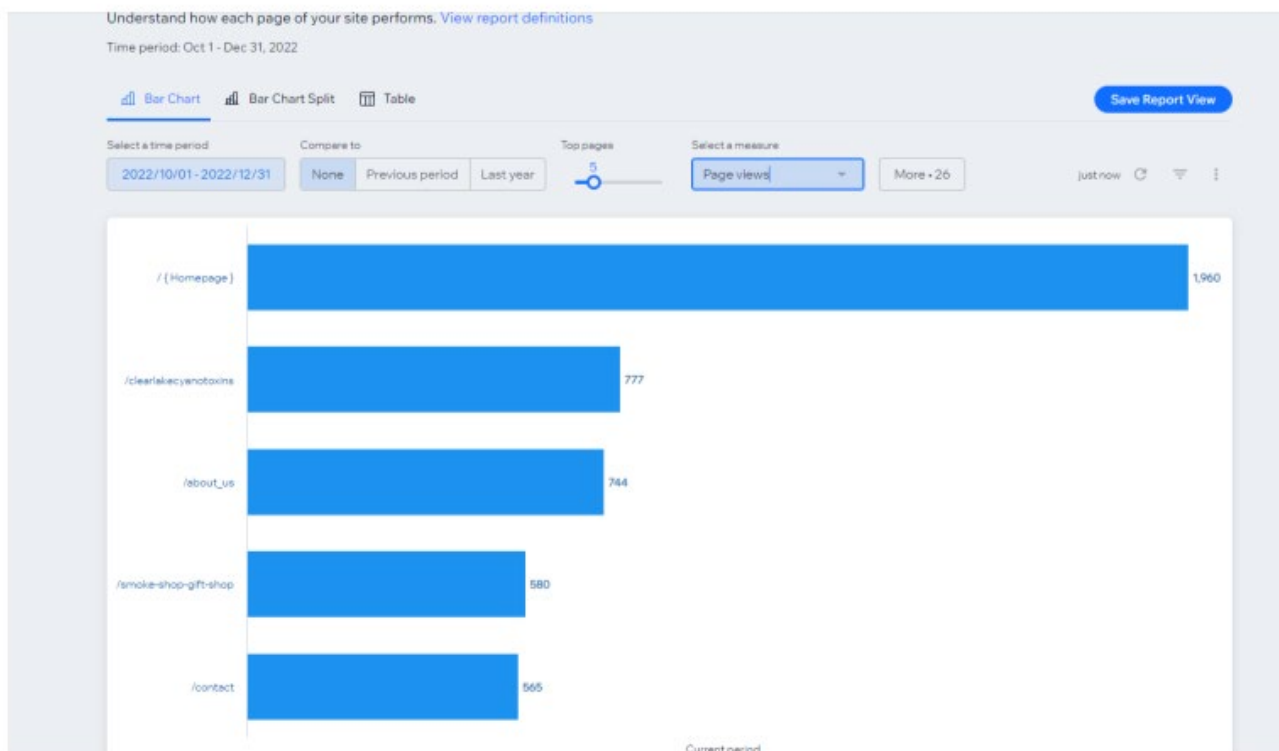 Understand how each page of your site performs. View report definitions
Time period: Oct 1 - Dec 31, 2022
Bar Chart Bar Chart Split Table
Save Report View
Select a time period Compare to Top pages Select a measure
5
2022/10/01 - 2022/12/31 None Previous period Last year Page views More • 26 just now
/ (Homepage) 1,960
/clearlakecyanotoxins 777
/about_us 744
/smoke-shop-gift-shop 580
/contact 565
Current period